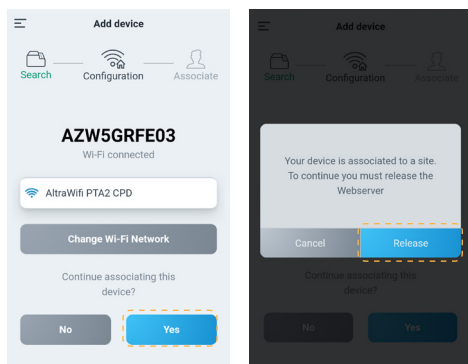 Add device
Search
Configuration
Associate
AZW5GRFE03
Wi-Fi connected
AltraWifi PTA2 CPD
Change Wi-Fi Network
Continue associating this
device?
No
Yes
Add device
Search
Configuration
Associate
Your device is associated to a site.
To continue you must release the
Webserver
Cancel
Release
Continue associating this
device?
No
Yes